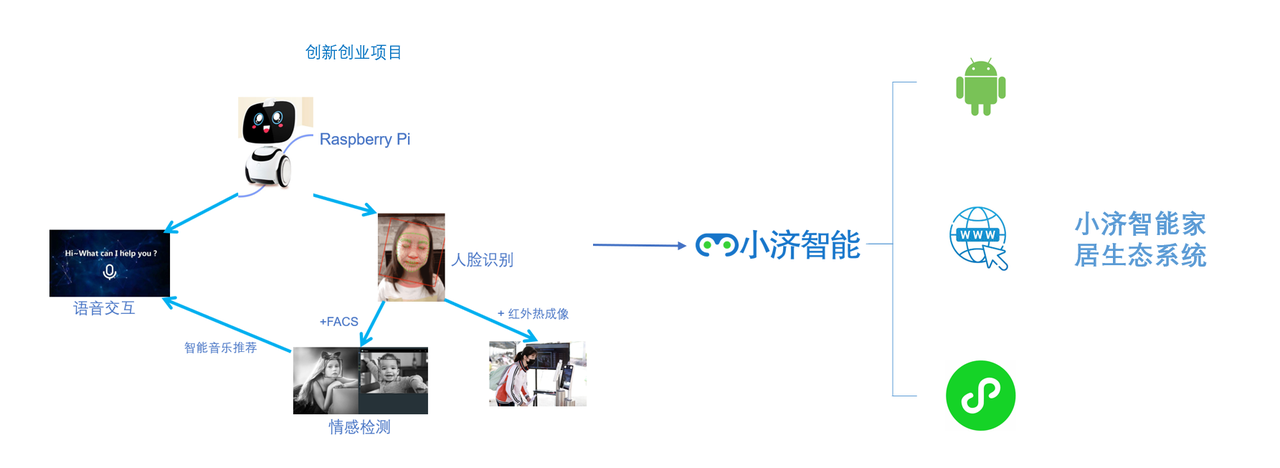 创新创业项目
Raspberry Pi
Hi~What can I help you ?
语音交互
人脸识别
+FACS
+ 红外热成像
智能音乐推荐
情感检测
小济智能
WWW
小济智能家
居生态系统